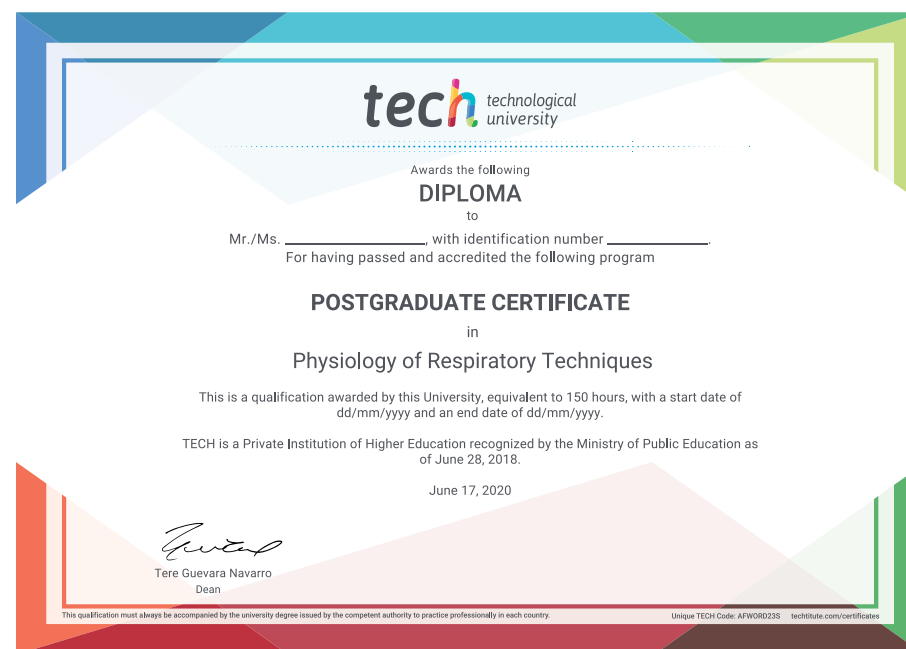 tech technological
university
Awards the following
DIPLOMA
to
Mr./Ms. ____________________, with identification number ______________.
For having passed and accredited the following program
POSTGRADUATE CERTIFICATE
in
Physiology of Respiratory Techniques
This is a qualification awarded by this University, equivalent to 150 hours, with a start date of
dd/mm/yyyy and an end date of dd/mm/yyyy.
TECH is a Private Institution of Higher Education recognized by the Ministry of Public Education as
of June 28, 2018.
June 17, 2020
Tere Guevara Navarro
Dean
This qualification must always be accompanied by the university degree issued by the competent authority to practice professionally in each country.
Unique TECH Code: AFWORD23S techtitute.com/certificates